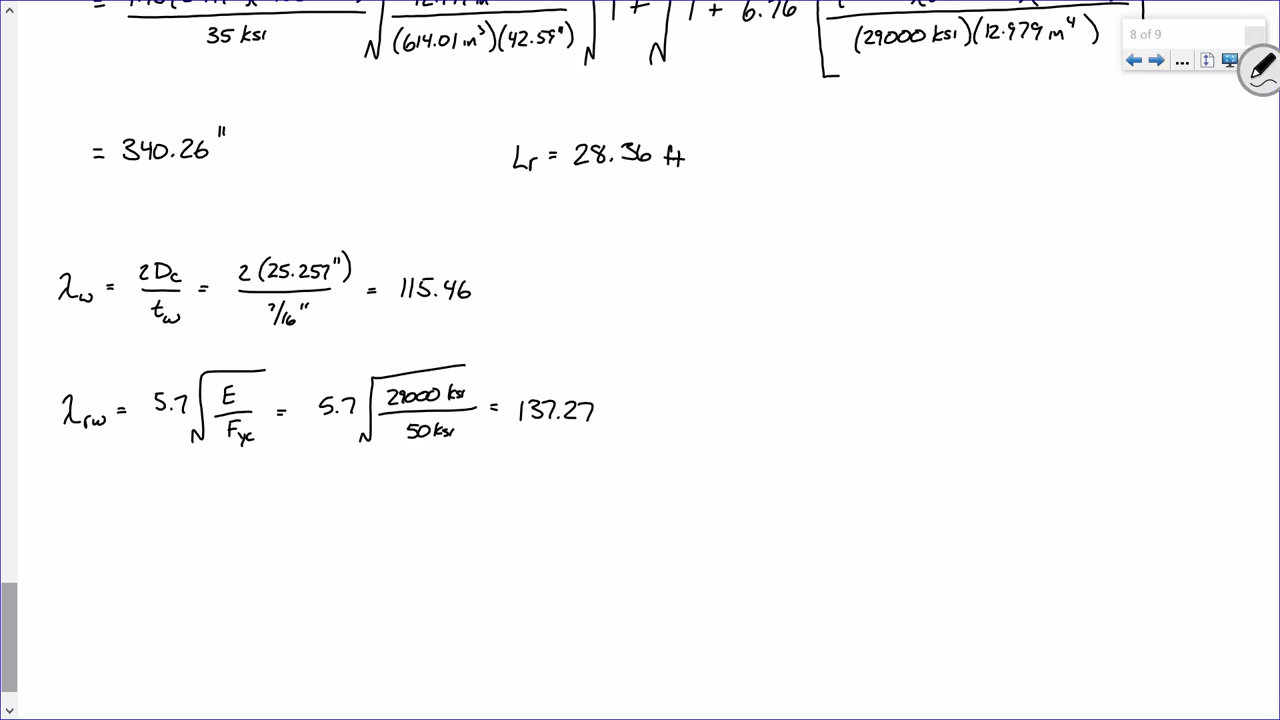 35 ksi (614.01 in³)(42.59") √1 + √1 + 6.76 (29000 ksi)(12.979 in⁴)
8 of 9
= 340.26" Lr = 28.36 ft
λw = 2Dc / tw = 2(25.257") / 7/16" = 115.46
λrw = 5.7 √(E / Fyc) = 5.7 √(29000 ksi / 50 ksi) = 137.27